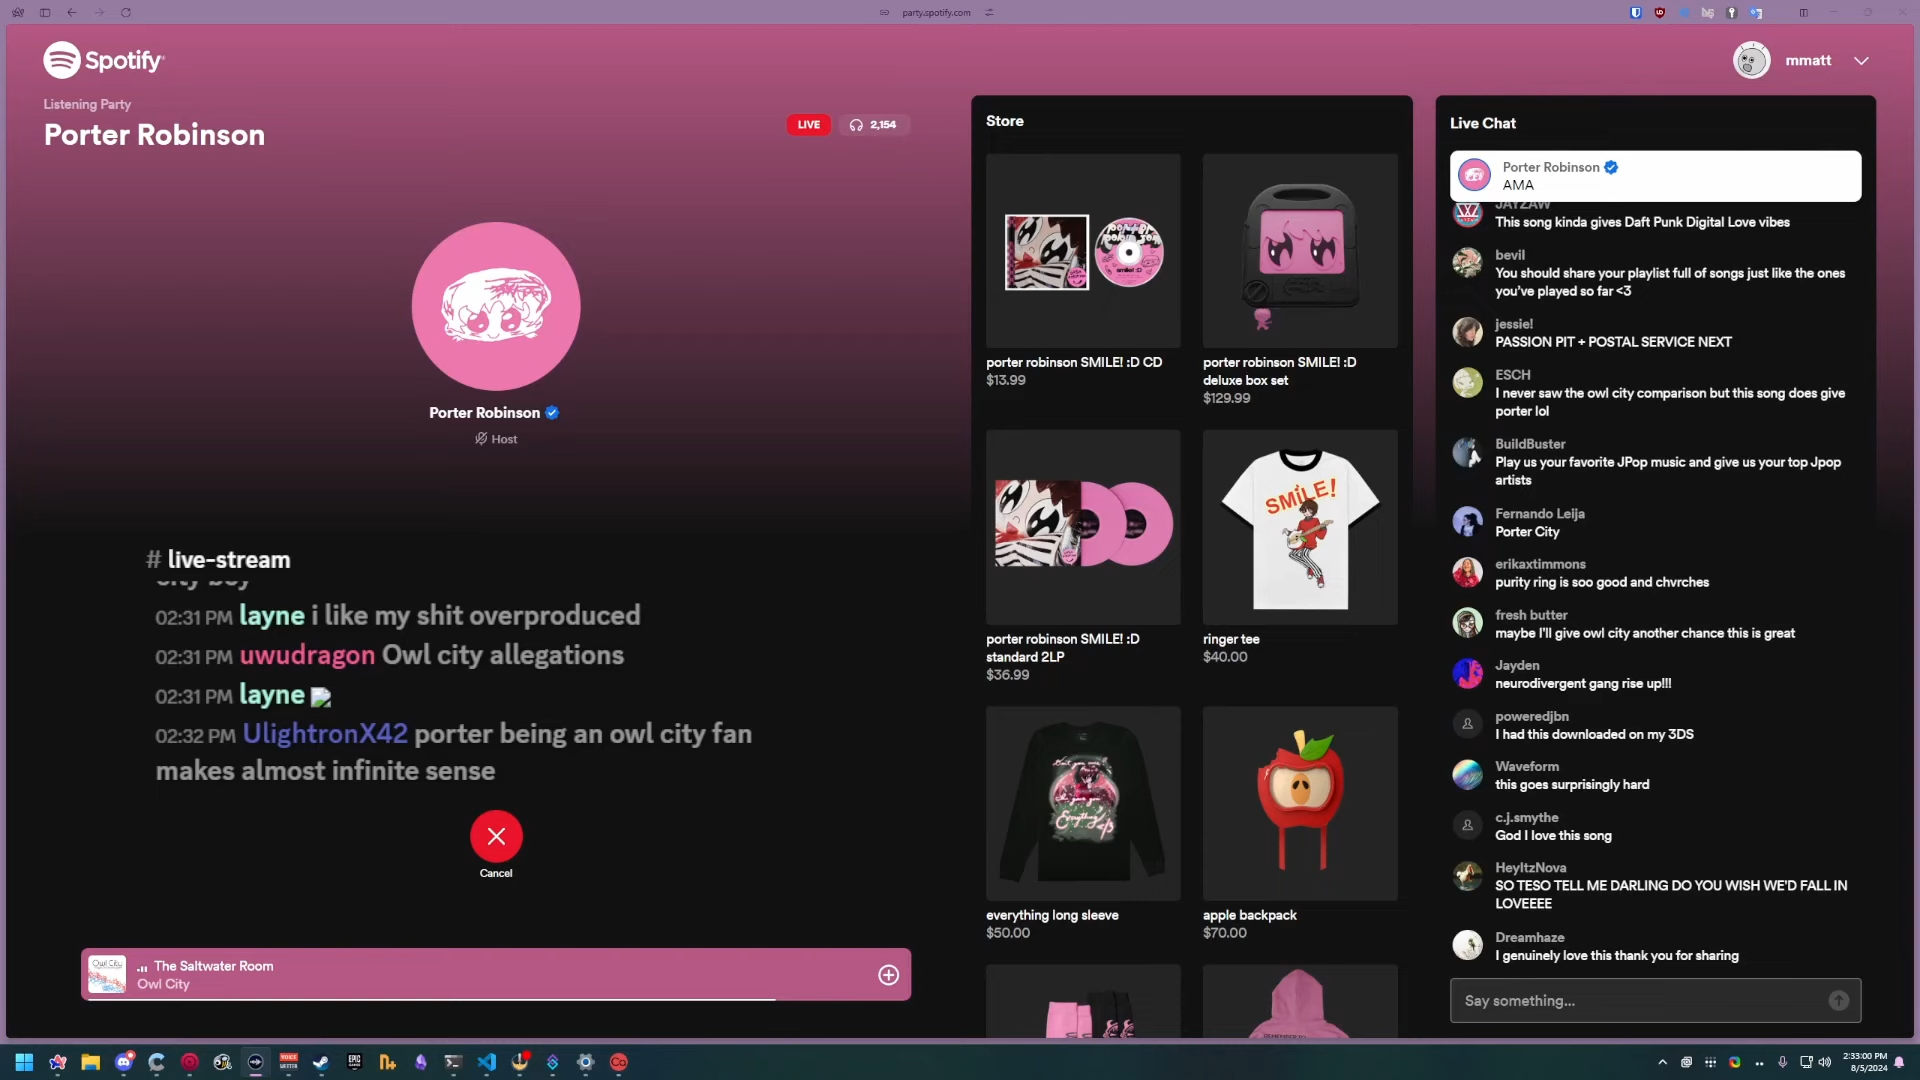 party.spotify.com
Spotify
mmatt
Listening Party
Porter Robinson
LIVE
2,154
Porter Robinson
Host
# live-stream
city boy
02:31 PM layne i like my shit overproduced
02:31 PM uwudragon Owl city allegations
02:31 PM layne
02:32 PM UlightronX42 porter being an owl city fan
makes almost infinite sense
Cancel
Owl City
The Saltwater Room
Owl City
Store
porter robinson SMILE! :D CD
$13.99
porter robinson SMILE! :D
deluxe box set
$129.99
porter robinson SMILE! :D
standard 2LP
$36.99
SMiLE!
ringer tee
$40.00
everything long sleeve
$50.00
apple backpack
$70.00
Live Chat
Porter Robinson
AMA
JAYZAW
This song kinda gives Daft Punk Digital Love vibes
bevil
You should share your playlist full of songs just like the ones
you've played so far <3
jessie!
PASSION PIT + POSTAL SERVICE NEXT
ESCH
I never saw the owl city comparison but this song does give
porter lol
BuildBuster
Play us your favorite JPop music and give us your top Jpop
artists
Fernando Leija
Porter City
erikaxtimmons
purity ring is soo good and chvrches
fresh butter
maybe I'll give owl city another chance this is great
Jayden
neurodivergent gang rise up!!!
poweredjbn
I had this downloaded on my 3DS
Waveform
this goes surprisingly hard
c.j.smythe
God I love this song
HeyItzNova
SO TESO TELL ME DARLING DO YOU WISH WE'D FALL IN
LOVEEEE
Dreamhaze
I genuinely love this thank you for sharing
Say something...
2:33:00 PM
8/5/2024